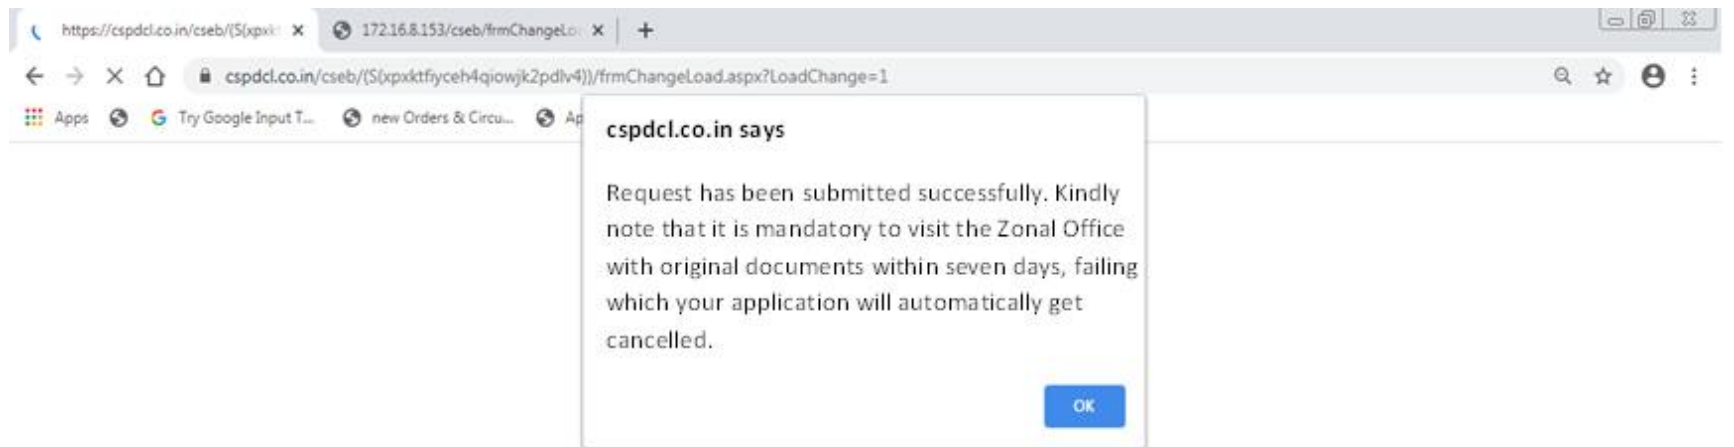 https://cspdcl.co.in/cseb/(S(xpxk 172.16.8.153/cseb/frmChangeLo
cspdcl.co.in/cseb/(S(xpxktfiyceh4qiowjk2pdlv4))/frmChangeLoad.aspx?LoadChange=1
Apps Try Google Input T... new Orders & Circu... Ap
cspdcl.co.in says
Request has been submitted successfully. Kindly
note that it is mandatory to visit the Zonal Office
with original documents within seven days, failing
which your application will automatically get
cancelled.
OK